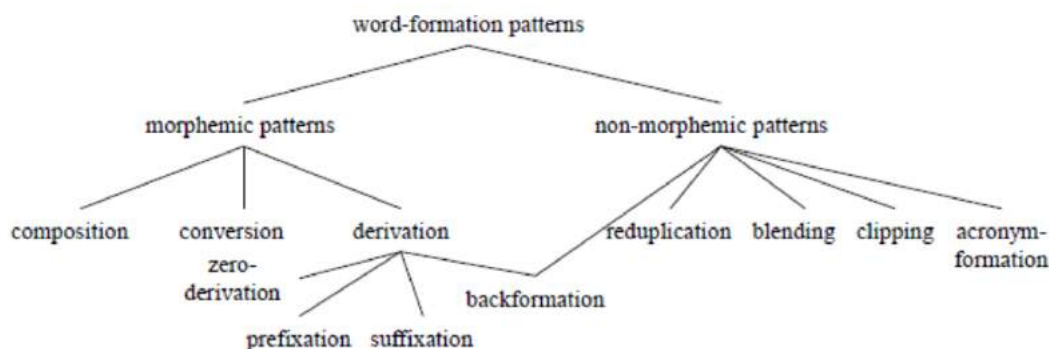 word-formation patterns
morphemic patterns non-morphemic patterns
composition conversion derivation reduplication blending clipping acronym-
zero- formation
derivation backformation
prefixation suffixation